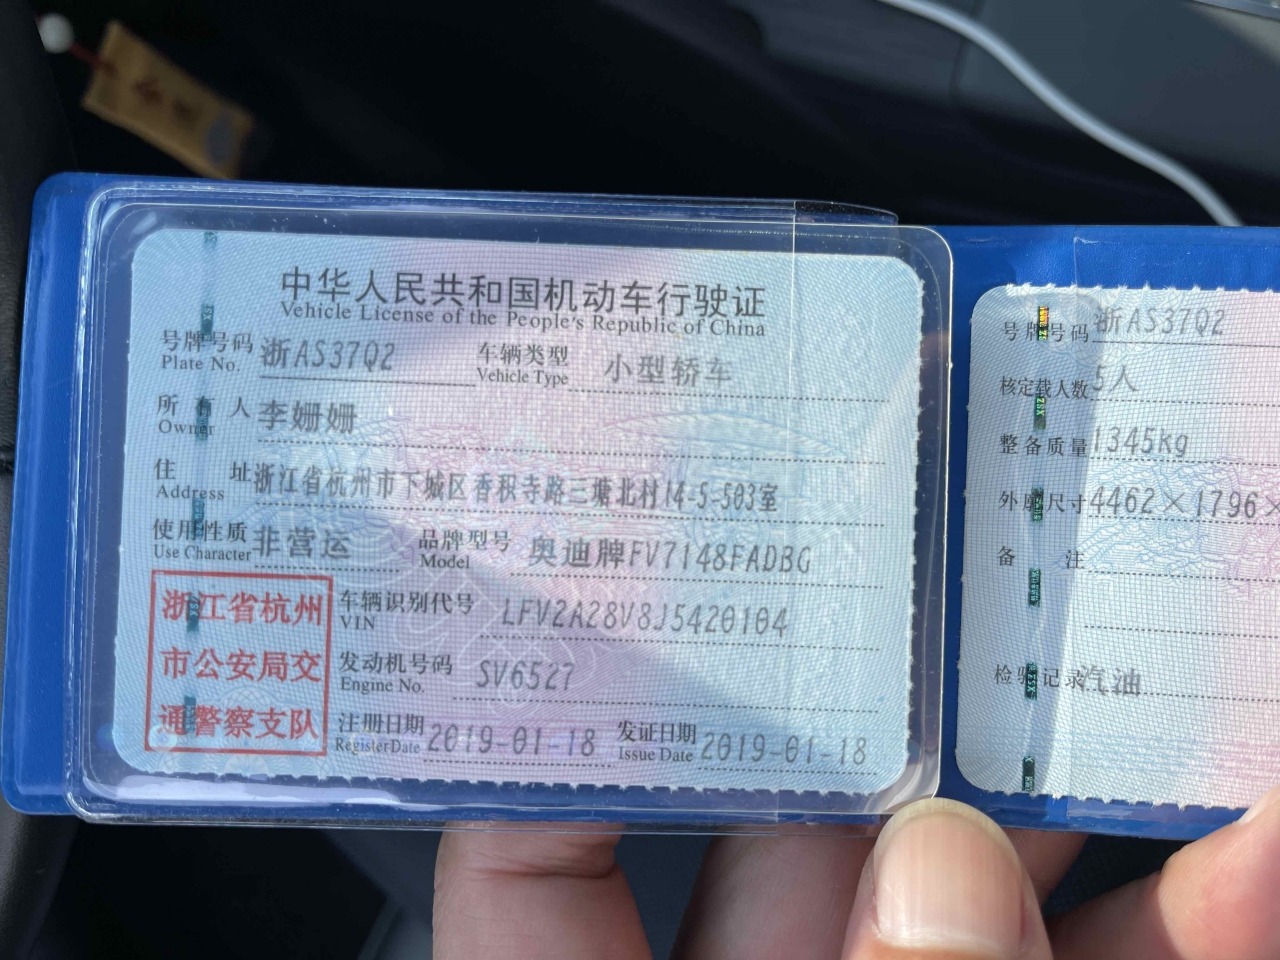 中华人民共和国机动车行驶证
Vehicle License of the People's Republic of China
号牌号码 浙AS37Q2 车辆类型 小型轿车
Plate No. Vehicle Type
所有人 李姗姗
Owner
住址 浙江省杭州市下城区香积寺路三塘北村14-5-503室
Address
使用性质 非营运 品牌型号 奥迪牌FV7148FADBG
Use Character Model
浙江省杭州
市公安局交
通警察支队
车辆识别代号 LFV2A28V8J5420104
VIN
发动机号码 SV6527
Engine No.
注册日期 2019-01-18 发证日期 2019-01-18
Register Date Issue Date
号牌号码 浙AS37Q2
核定载人数 5人
整备质量 1345kg
外廓尺寸 4462×1796×
备注
检验记录 汽油